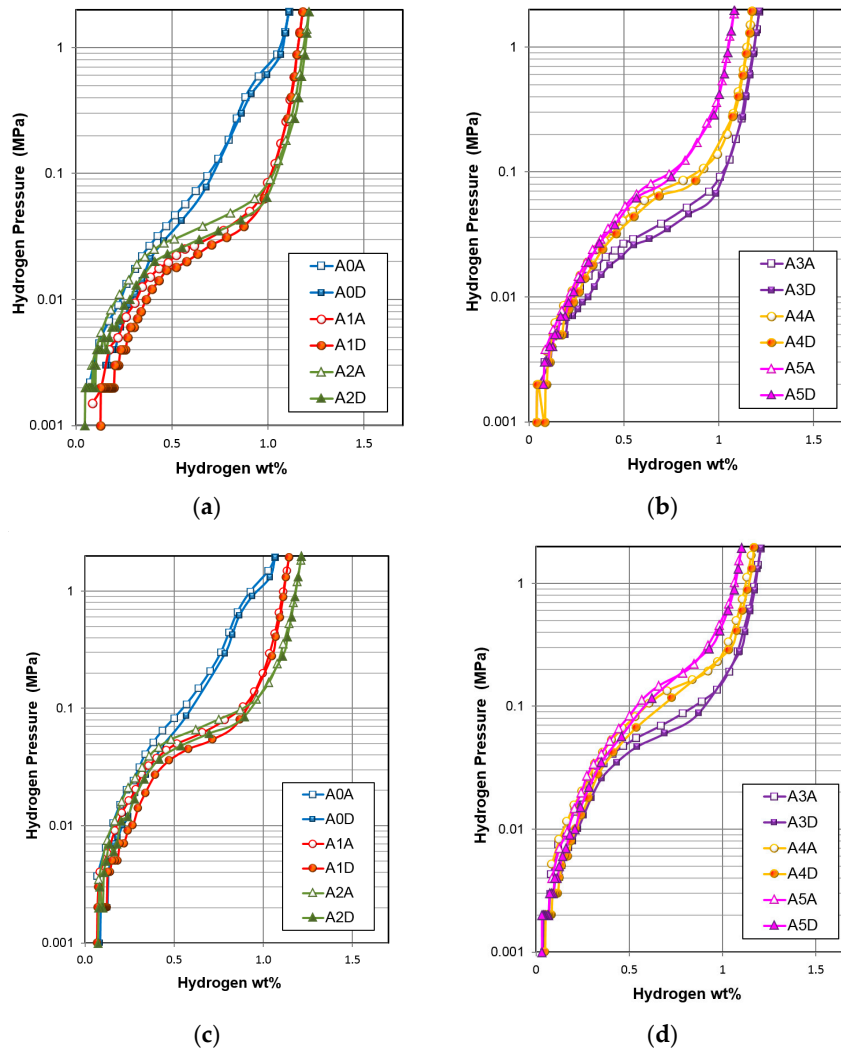 Hydrogen Pressure (MPa)
1
0.1
0.01
0.001
0.0
0.5
1.0
1.5
Hydrogen wt%
A0A
A0D
A1A
A1D
A2A
A2D
(a)
Hydrogen Pressure (MPa)
1
0.1
0.01
0.001
0
0.5
1
1.5
Hydrogen wt%
A3A
A3D
A4A
A4D
A5A
A5D
(b)
Hydrogen Pressure (MPa)
1
0.1
0.01
0.001
0.0
0.5
1.0
1.5
Hydrogen wt%
A0A
A0D
A1A
A1D
A2A
A2D
(c)
Hydrogen Pressure (MPa)
1
0.1
0.01
0.001
0
0.5
1
1.5
Hydrogen wt%
A3A
A3D
A4A
A4D
A5A
A5D
(d)